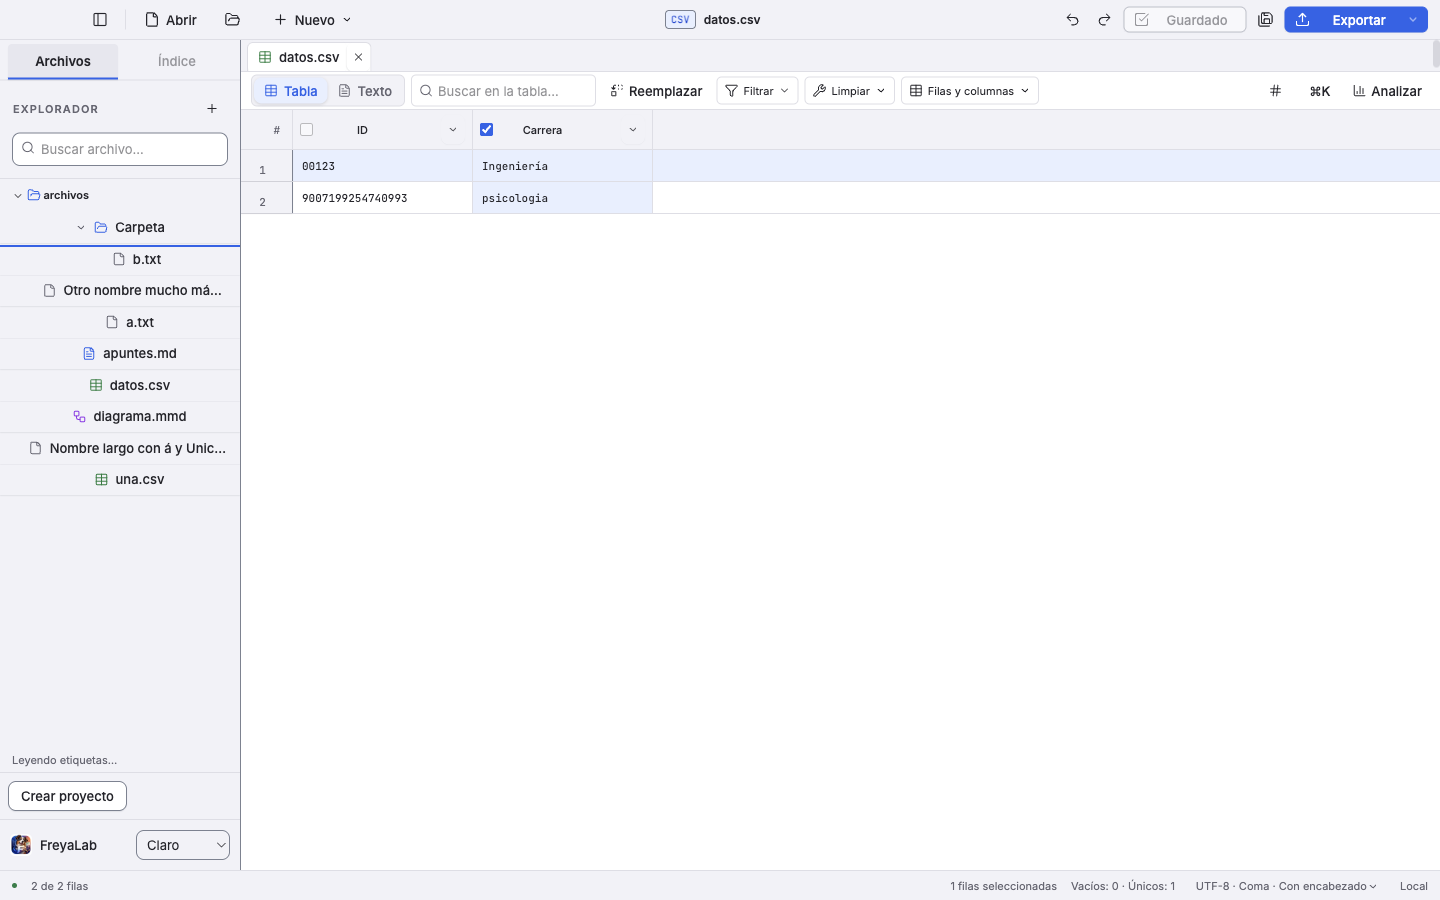 Abrir
Nuevo
CSV datos.csv
Guardado
Exportar
Archivos
Índice
datos.csv
EXPLORADOR
Buscar archivo...
archivos
Carpeta
b.txt
Otro nombre mucho má...
a.txt
apuntes.md
datos.csv
diagrama.mmd
Nombre largo con á y Unic...
una.csv
Leyendo etiquetas...
Crear proyecto
FreyaLab
Claro
Tabla
Texto
Buscar en la tabla...
Reemplazar
Filtrar
Limpiar
Filas y columnas
#
⌘K
Analizar
# ID Carrera
1 00123 Ingeniería
2 9007199254740993 psicologia
2 de 2 filas
1 filas seleccionadas
Vacíos: 0 · Únicos: 1
UTF-8 · Coma · Con encabezado
Local